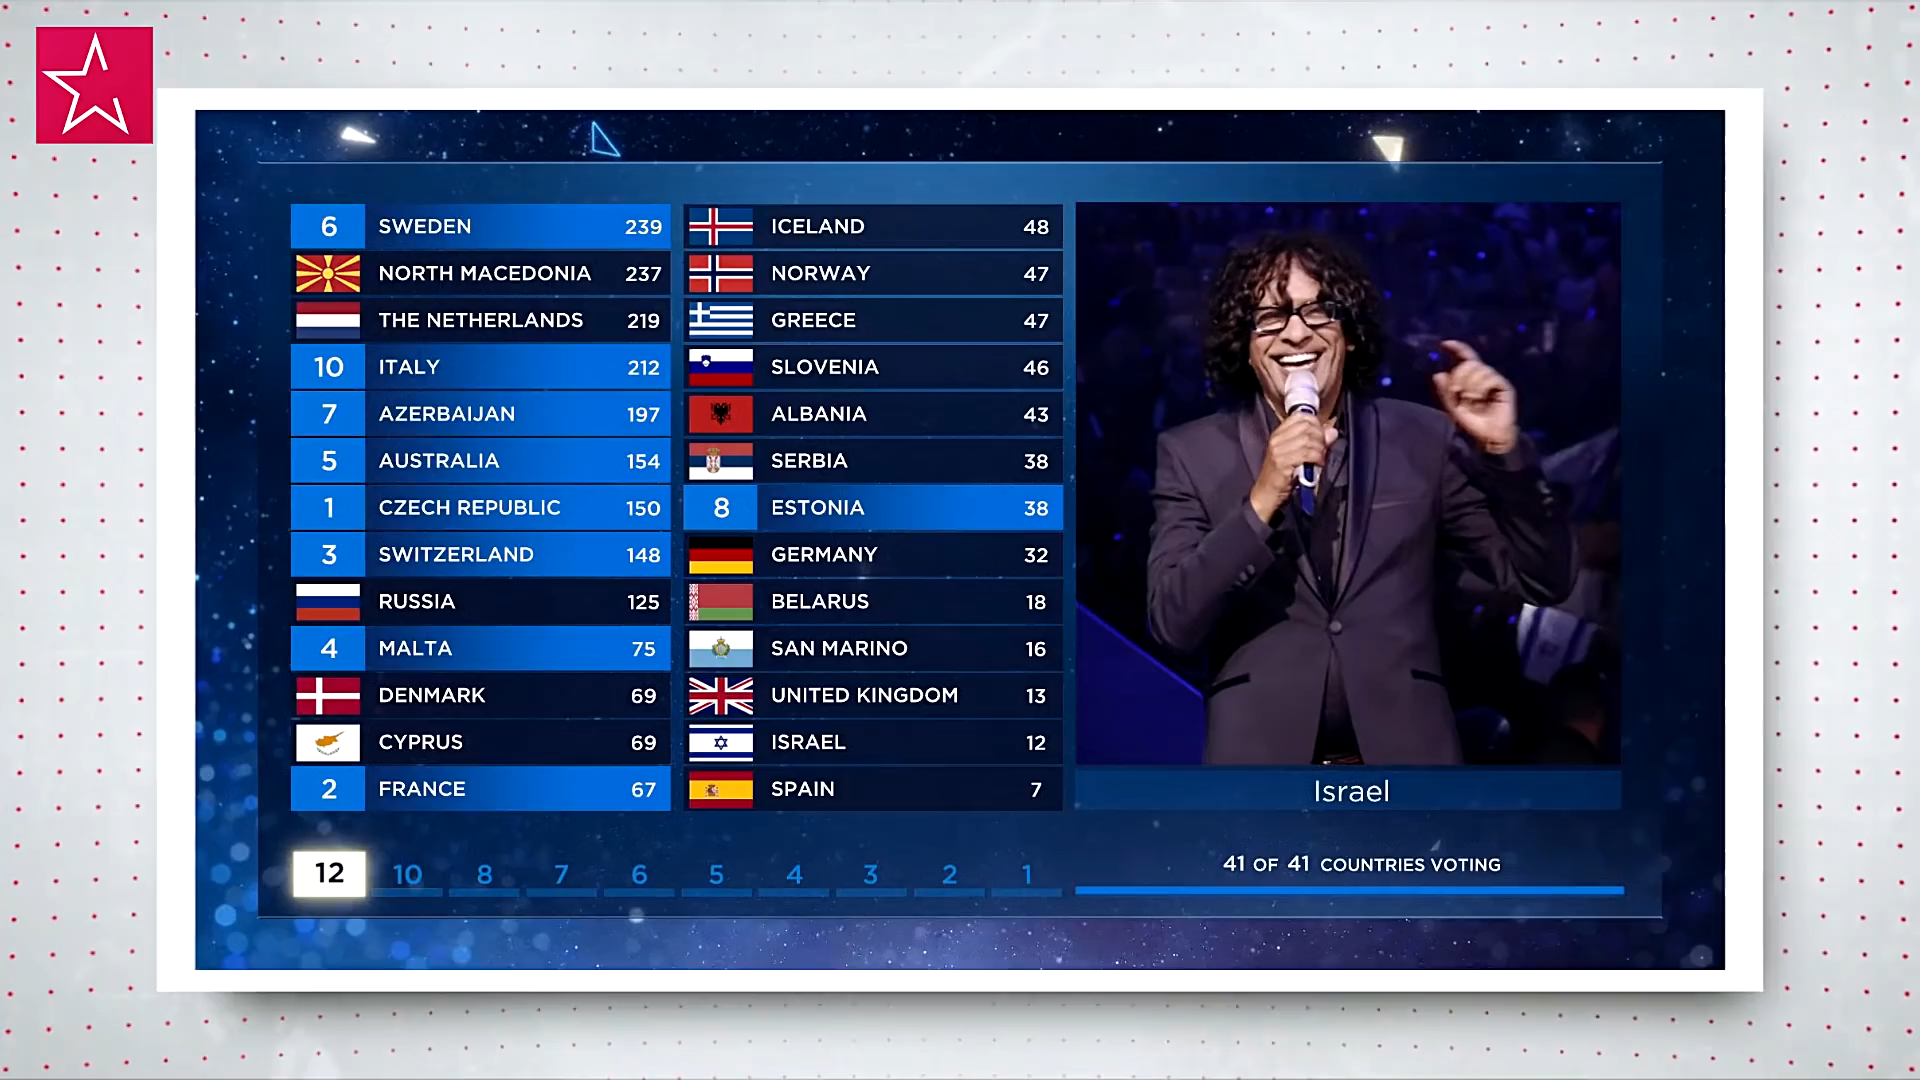 6 SWEDEN 239
NORTH MACEDONIA 237
THE NETHERLANDS 219
10 ITALY 212
7 AZERBAIJAN 197
5 AUSTRALIA 154
1 CZECH REPUBLIC 150
3 SWITZERLAND 148
RUSSIA 125
4 MALTA 75
DENMARK 69
CYPRUS 69
2 FRANCE 67
ICELAND 48
NORWAY 47
GREECE 47
SLOVENIA 46
ALBANIA 43
SERBIA 38
8 ESTONIA 38
GERMANY 32
BELARUS 18
SAN MARINO 16
UNITED KINGDOM 13
ISRAEL 12
SPAIN 7
Israel
12 10 8 7 6 5 4 3 2 1
41 OF 41 COUNTRIES VOTING